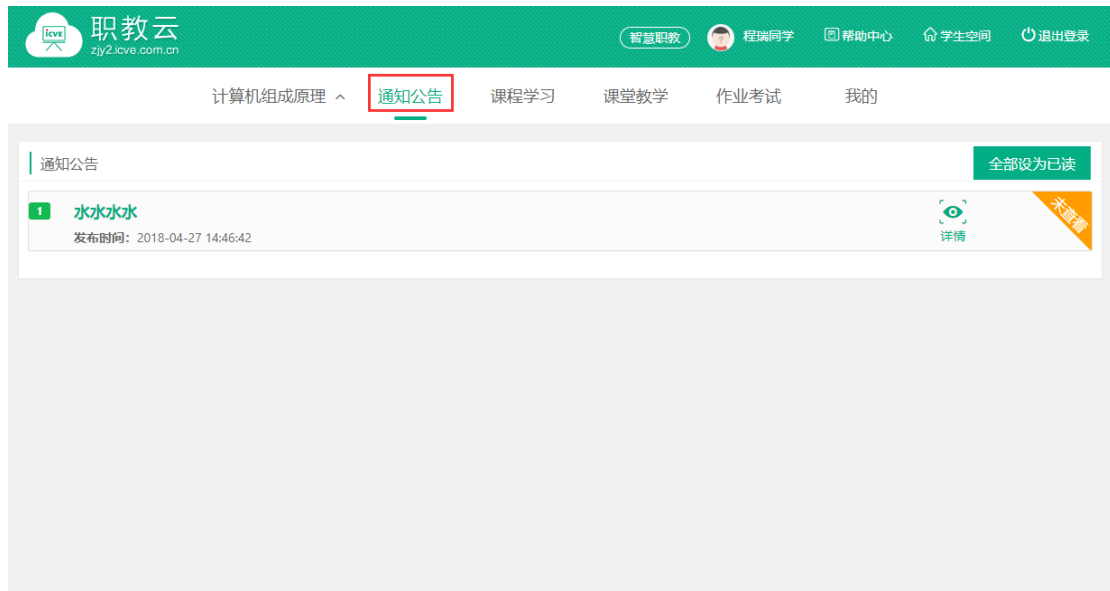 icve
职教云
zjy2.icve.com.cn
智慧职教 程瑞同学 帮助中心 学生空间 退出登录
计算机组成原理 通知公告 课程学习 课堂教学 作业考试 我的
通知公告 全部设为已读
1 水水水水
发布时间：2018-04-27 14:46:42
详情
未查看